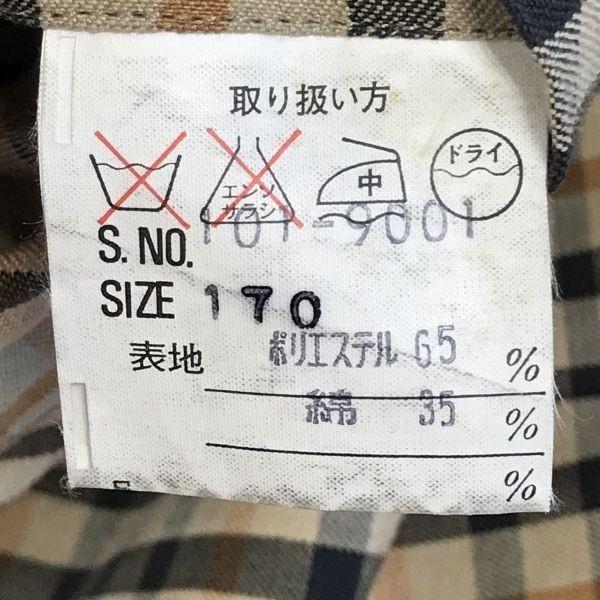 取り扱い方
エンソ
サラシ
中
ドライ
S. NO. 101-9001
SIZE 170
表地 ポリエステル 65 %
綿 35 %
%